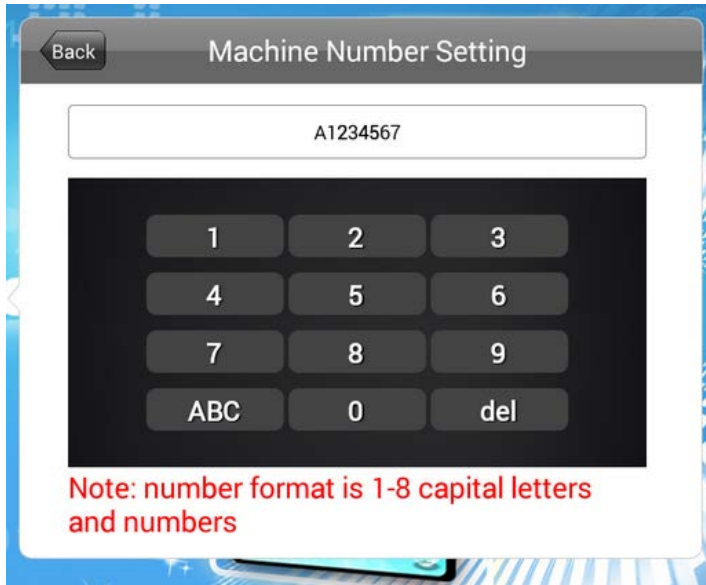 Back
Machine Number Setting
A1234567
1 2 3
4 5 6
7 8 9
ABC 0 del
Note: number format is 1-8 capital letters
and numbers